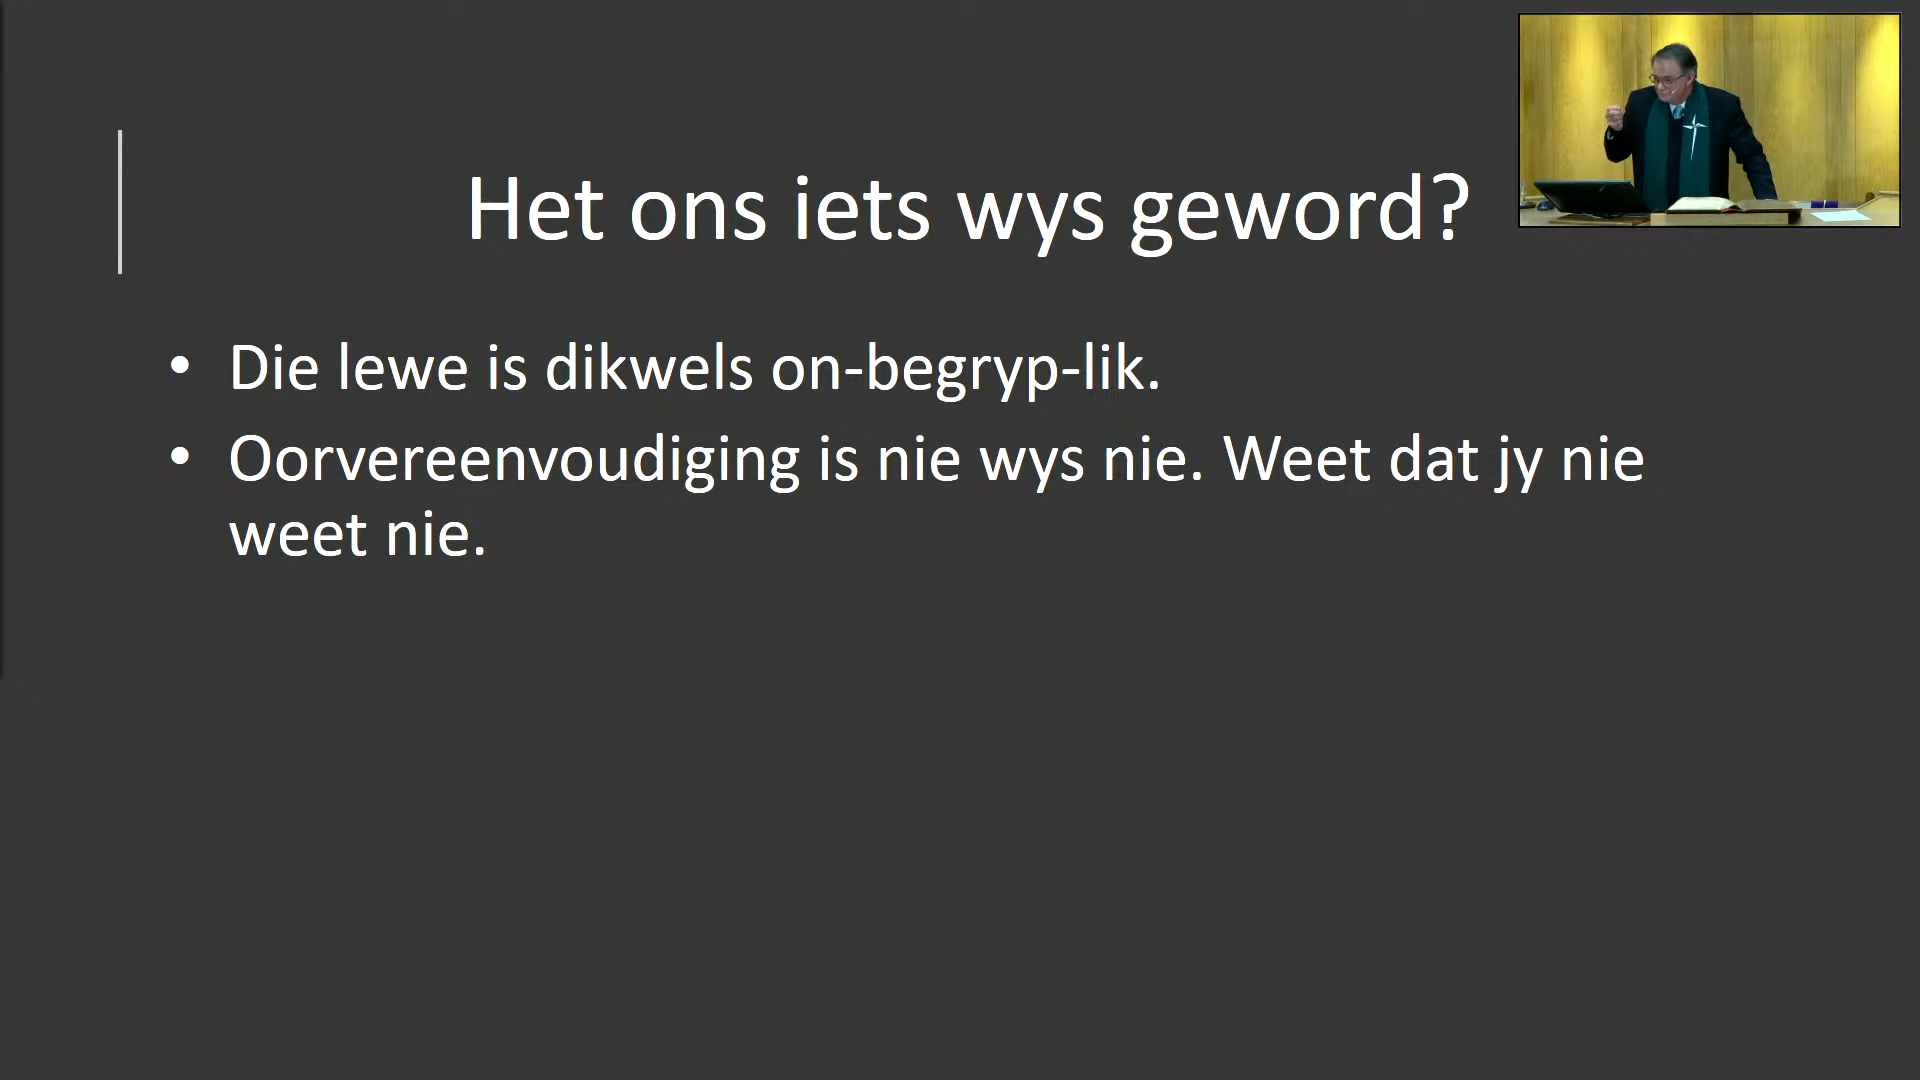 Het ons iets wys geword?
• Die lewe is dikwels on-begryp-lik.
• Oorvereenvoudiging is nie wys nie. Weet dat jy nie
weet nie.